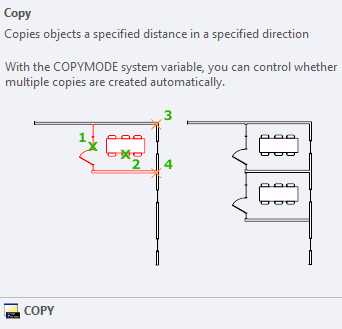 Copy
Copies objects a specified distance in a specified direction
With the COPYMODE system variable, you can control whether
multiple copies are created automatically.
3
1
2
4
COPY